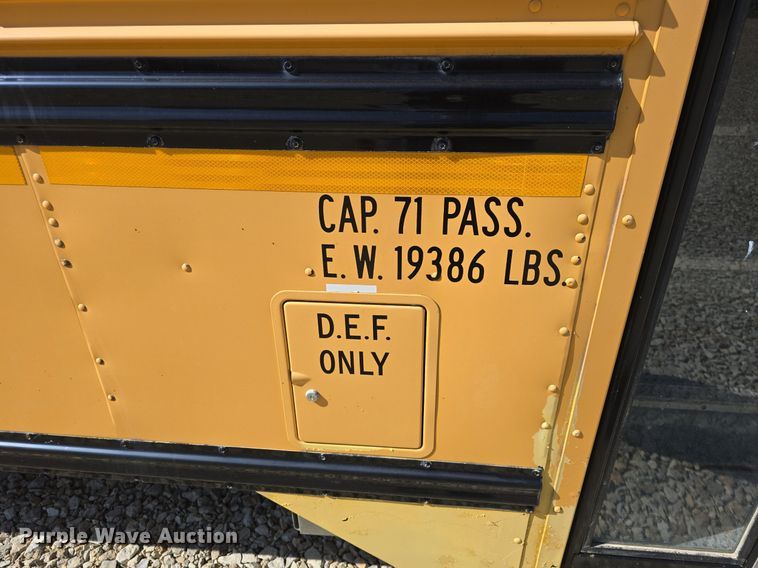 CAP. 71 PASS.
E. W. 19386 LBS.
D.E.F.
ONLY
Purple Wave Auction